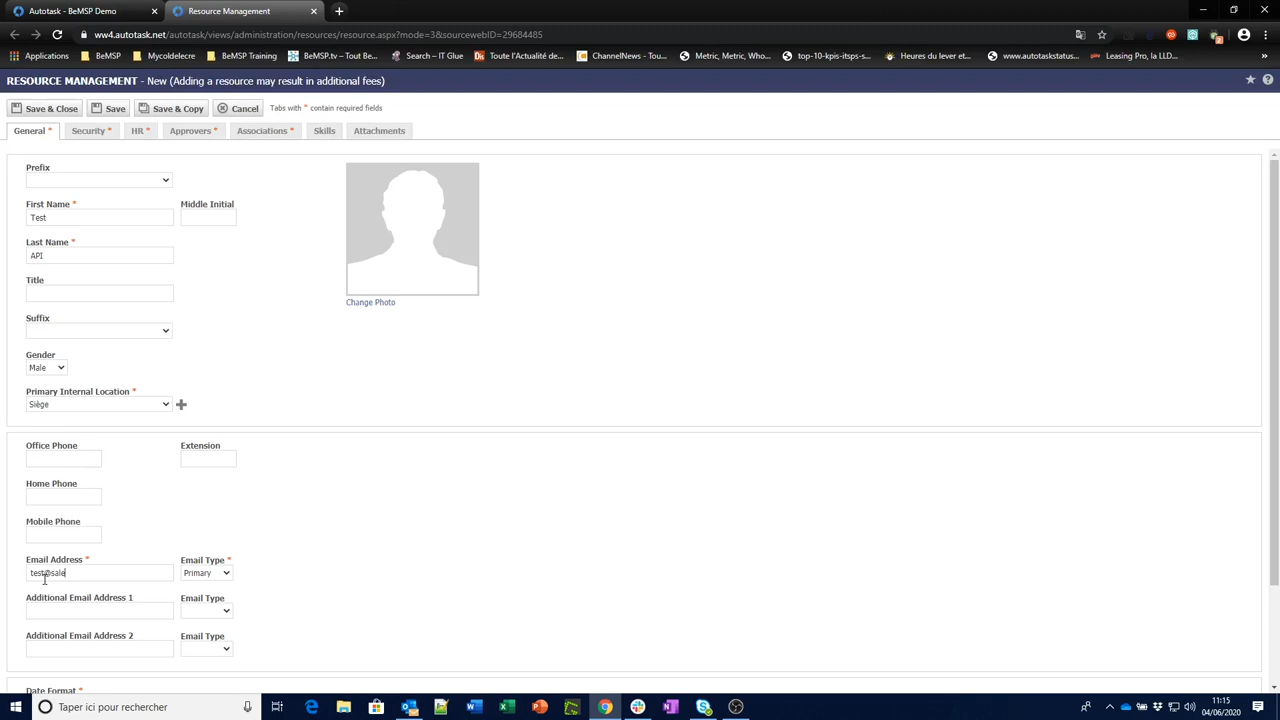 Autotask - BeMSP Demo
Resource Management
ww4.autotask.net/autotask/views/administration/resources/resource.aspx?mode=3&sourcewebID=29684485
Applications BeMSP Mycoldelecre BeMSP Training BeMSP.tv – Tout Be... Search – IT Glue Toute l'Actualité de... ChannelNews - Tou... Metric, Metric, Who... top-10-kpis-itsps-s... Heures du lever et... www.autotaskstatus... Leasing Pro, la LLD...
RESOURCE MANAGEMENT - New (Adding a resource may result in additional fees)
Save & Close Save Save & Copy Cancel Tabs with * contain required fields
General * Security * HR * Approvers * Associations * Skills Attachments
Prefix
First Name * Middle Initial
Test
Last Name *
API
Title
Change Photo
Suffix
Gender
Male
Primary Internal Location *
Siège
Office Phone Extension
Home Phone
Mobile Phone
Email Address * Email Type *
test@sale Primary
Additional Email Address 1 Email Type
Additional Email Address 2 Email Type
Date Format *
Taper ici pour rechercher
11:15
04/06/2020